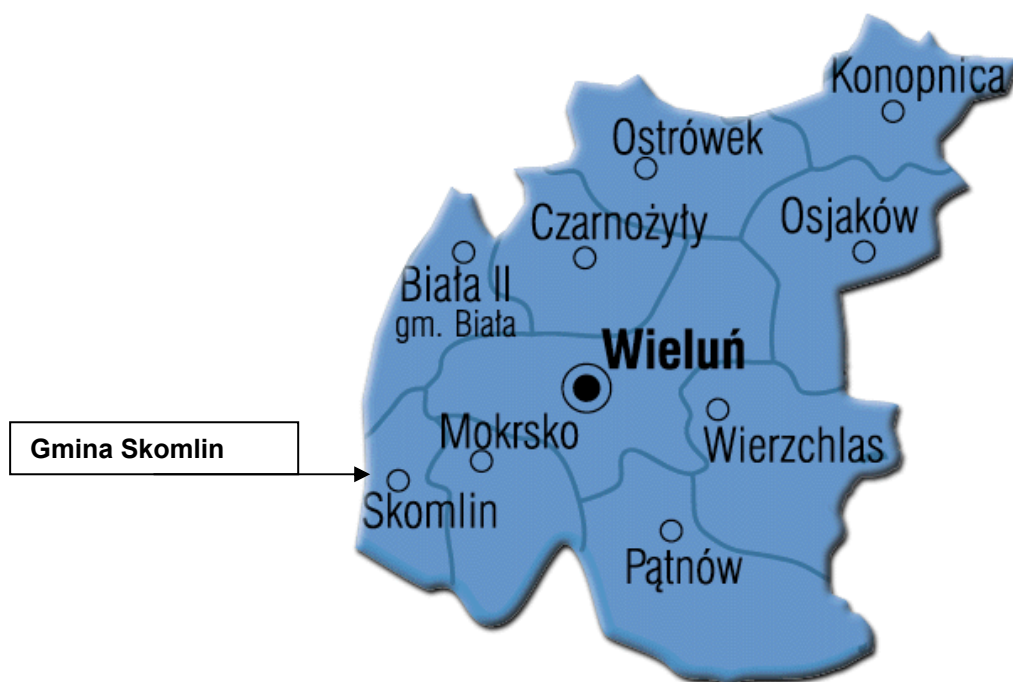 Konopnica
Ostrówek
Osjaków
Czarnożyły
Biała II
gm. Biała
Wieluń
Mokrsko
Wierzchlas
Gmina Skomlin
Skomlin
Pątnów